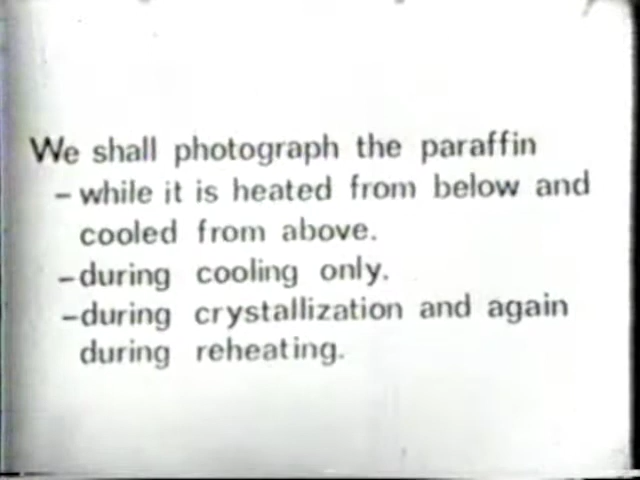 We shall photograph the paraffin
– while it is heated from below and
cooled from above.
– during cooling only.
– during crystallization and again
during reheating.